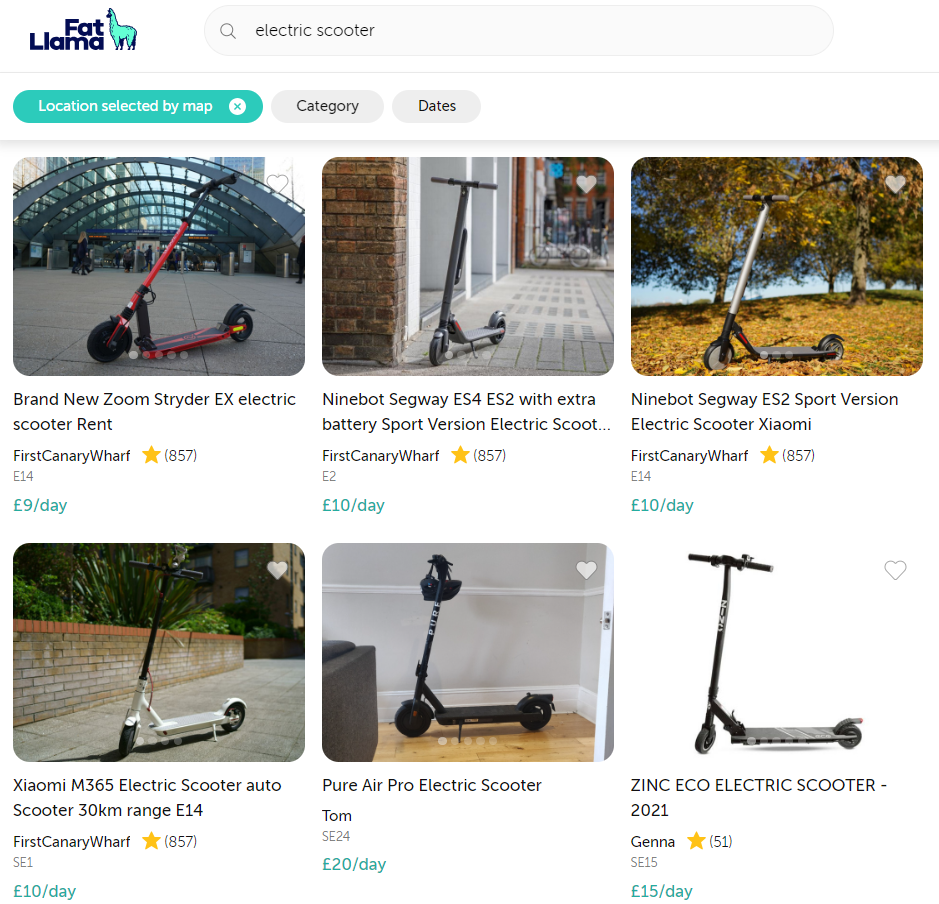 Fat
Llama
electric scooter
Location selected by map
Category
Dates
Brand New Zoom Stryder EX electric
scooter Rent
FirstCanaryWharf (857)
E14
£9/day
Ninebot Segway ES4 ES2 with extra
battery Sport Version Electric Scoot...
FirstCanaryWharf (857)
E2
£10/day
Ninebot Segway ES2 Sport Version
Electric Scooter Xiaomi
FirstCanaryWharf (857)
E14
£10/day
PURE
ZINC
Xiaomi M365 Electric Scooter auto
Scooter 30km range E14
FirstCanaryWharf (857)
SE1
£10/day
Pure Air Pro Electric Scooter
Tom
SE24
£20/day
ZINC ECO ELECTRIC SCOOTER -
2021
Genna (51)
SE15
£15/day